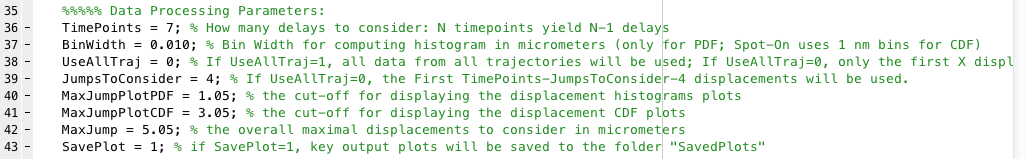 35 %%%%% Data Processing Parameters:
36 - TimePoints = 7; % How many delays to consider: N timepoints yield N-1 delays
37 - BinWidth = 0.010; % Bin Width for computing histogram in micrometers (only for PDF; Spot-On uses 1 nm bins for CDF)
38 - UseAllTraj = 0; % If UseAllTraj=1, all data from all trajectories will be used; If UseAllTraj=0, only the first X displ
39 - JumpsToConsider = 4; % If UseAllTraj=0, the First TimePoints-JumpsToConsider-4 displacements will be used.
40 - MaxJumpPlotPDF = 1.05; % the cut-off for displaying the displacement histograms plots
41 - MaxJumpPlotCDF = 3.05; % the cut-off for displaying the displacement CDF plots
42 - MaxJump = 5.05; % the overall maximal displacements to consider in micrometers
43 - SavePlot = 1; % if SavePlot=1, key output plots will be saved to the folder "SavedPlots"